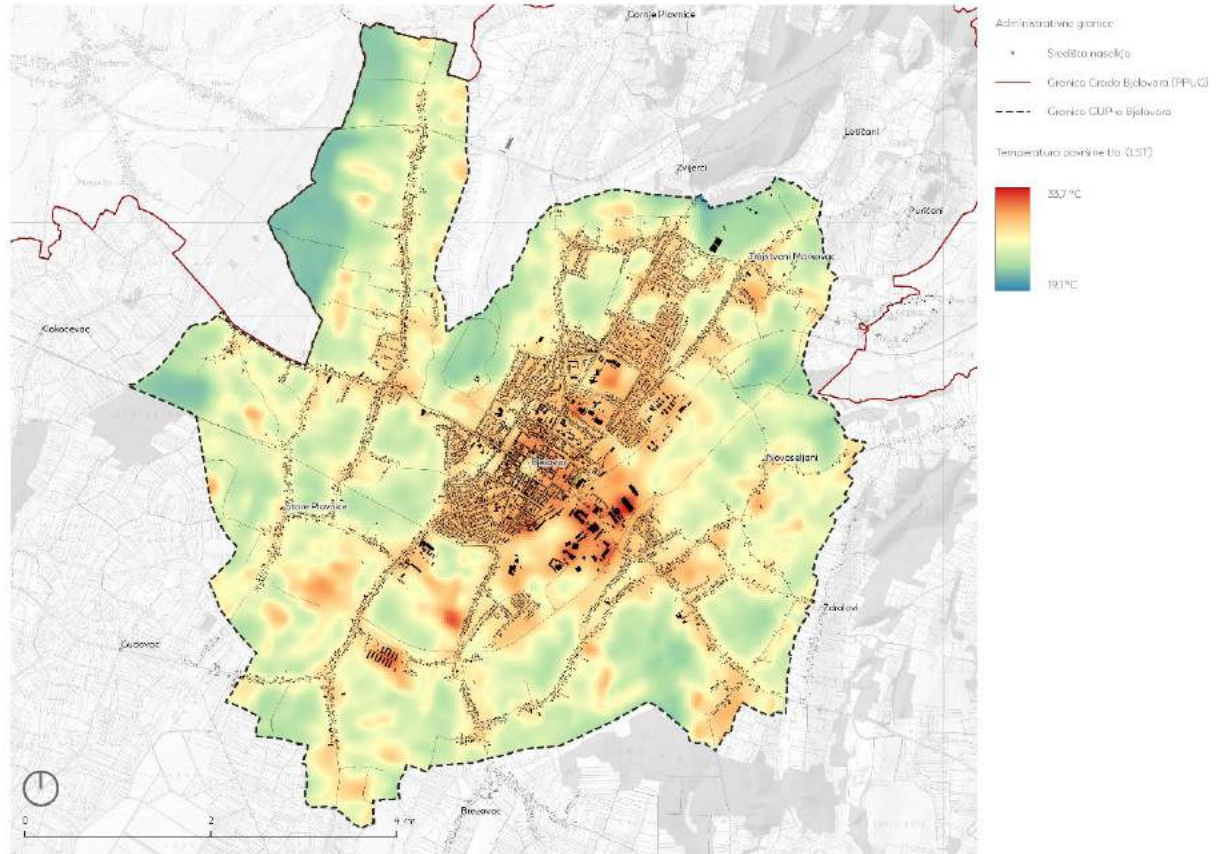 Gornje Plavnice
Letičani
Zvijerci
Puričani
Trojstveni Markovac
Klokočevac
Bjelovar
Novoseljani
Stare Plavnice
Ždralovi
Gudovac
Brezovac
0 2 4 km
Administrativne granice
Središta naselja
Granica Grada Bjelovara (PPUG)
Granica GUP-a Bjelovara
Temperatura površine tla (LST)
33,7 °C
19,1 °C